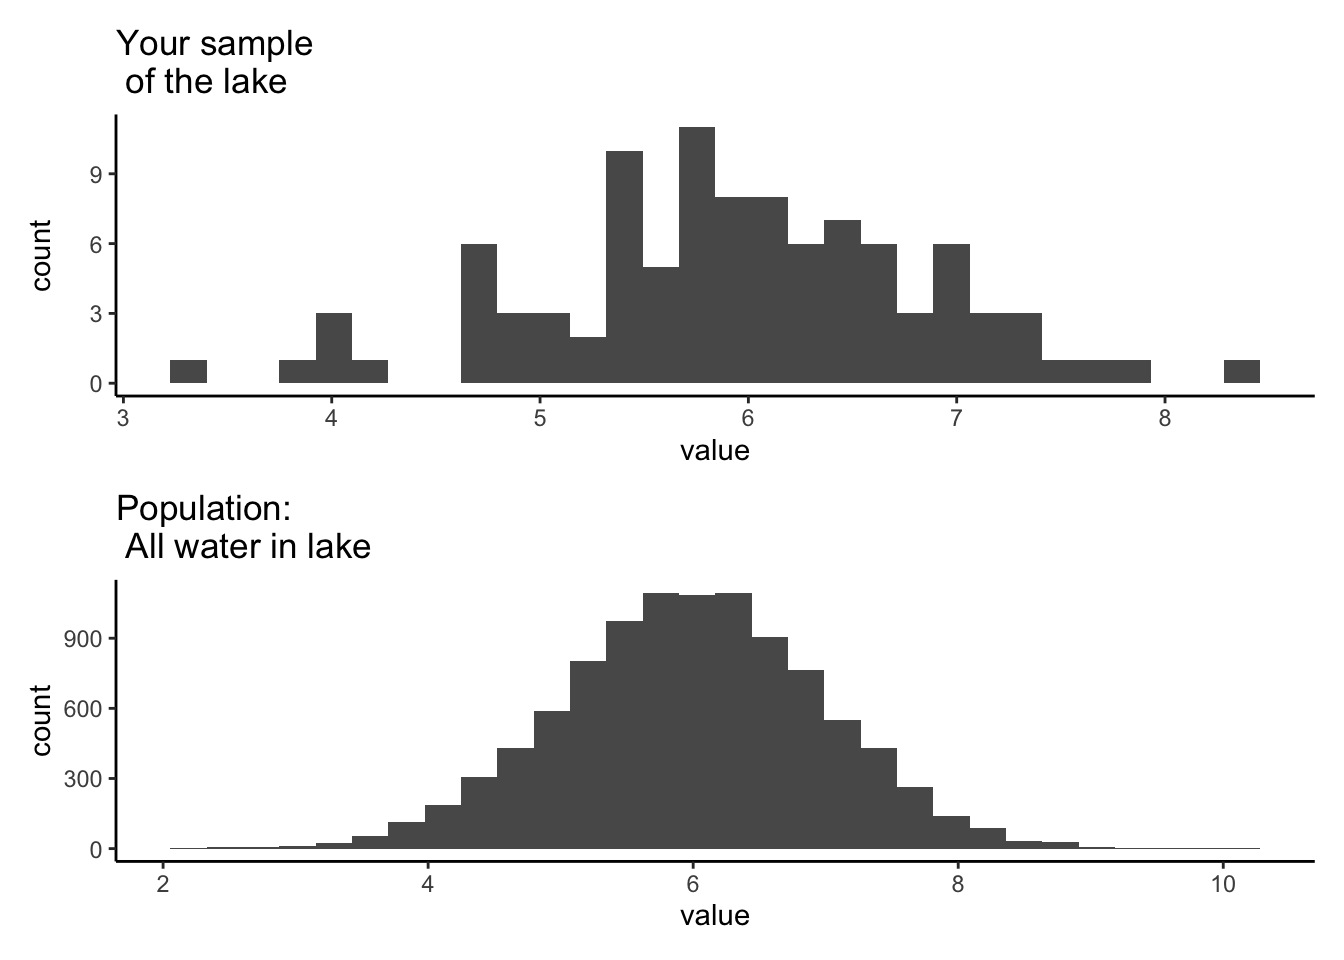 Your sample
of the lake
count
9
6
3
0
3 4 5 6 7 8
value
Population:
All water in lake
count
900
600
300
0
2 4 6 8 10
value